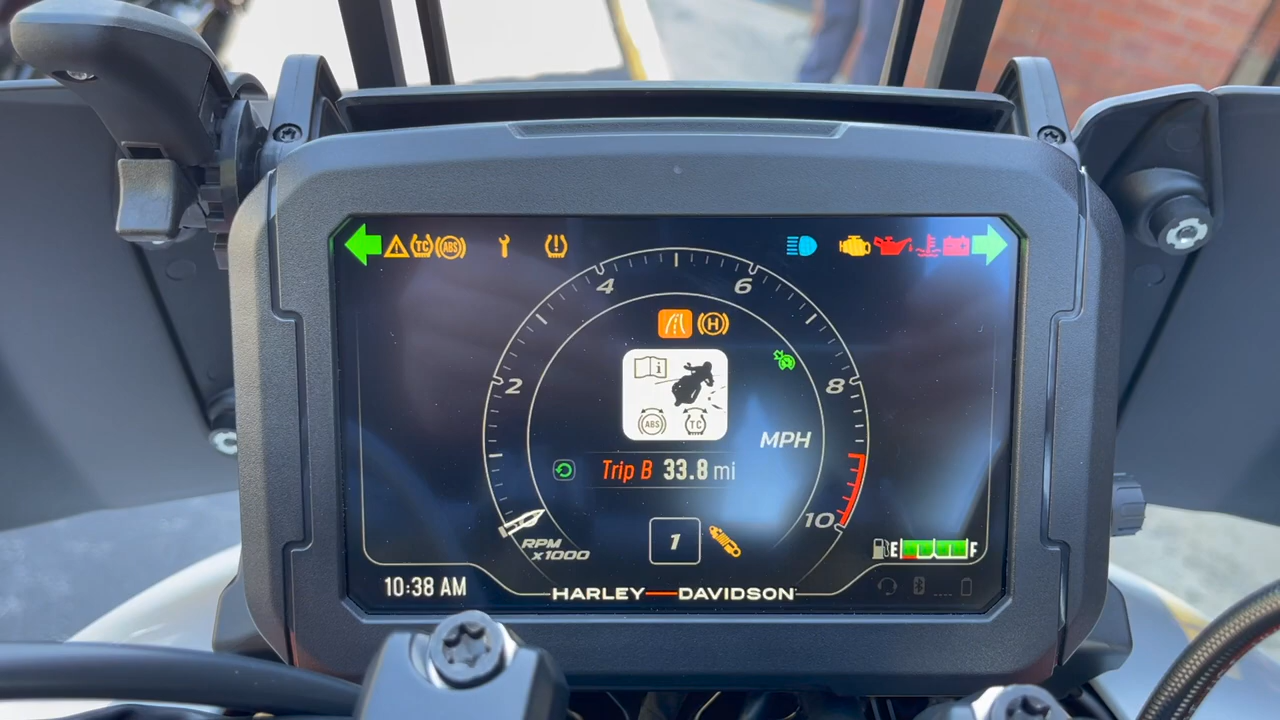 TC ABS
4 6
H
i
2 8
ABS TC
MPH
Trip B 33.8 mi
10
1
RPM
x1000
E F
10:38 AM
HARLEY—DAVIDSON